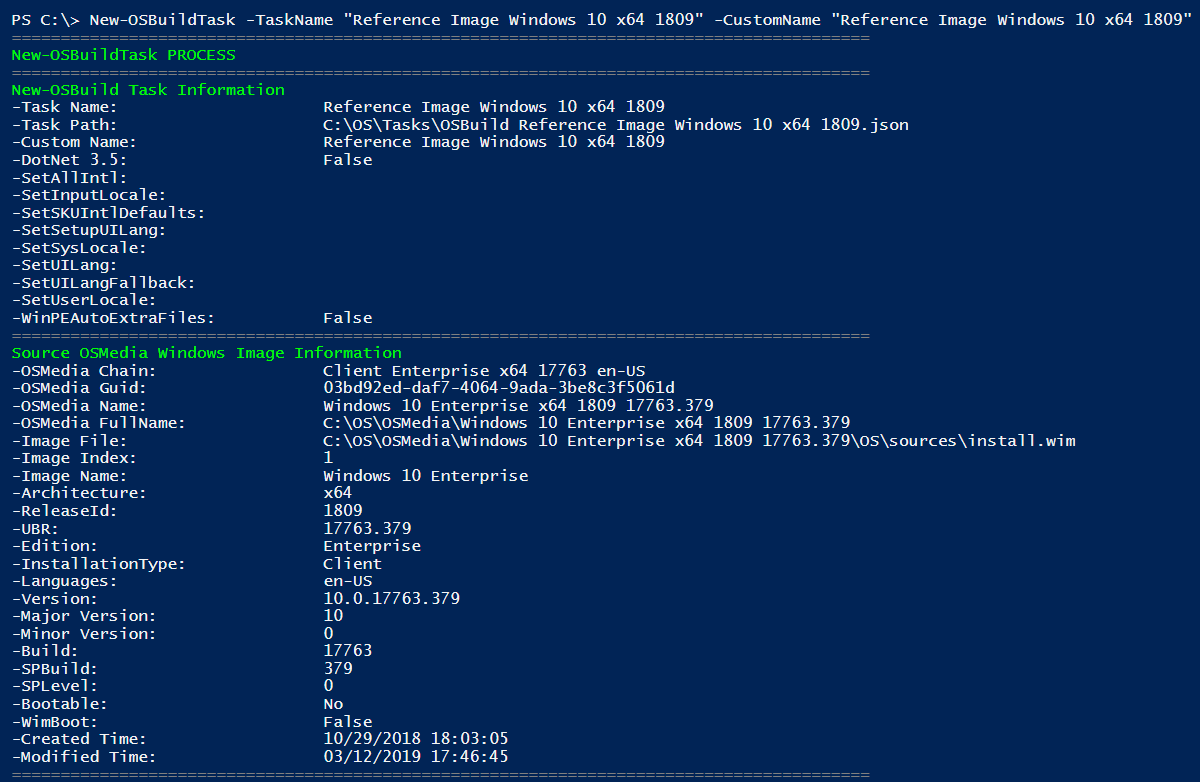 PS C:\> New-OSBuildTask -TaskName "Reference Image Windows 10 x64 1809" -CustomName "Reference Image Windows 10 x64 1809"
========================================================================================
New-OSBuildTask PROCESS
========================================================================================
New-OSBuild Task Information
-Task Name: Reference Image Windows 10 x64 1809
-Task Path: C:\OS\Tasks\OSBuild Reference Image Windows 10 x64 1809.json
-Custom Name: Reference Image Windows 10 x64 1809
-DotNet 3.5: False
-SetAllIntl:
-SetInputLocale:
-SetSKUIntlDefaults:
-SetSetupUILang:
-SetSysLocale:
-SetUILang:
-SetUILangFallback:
-SetUserLocale:
-WinPEAutoExtraFiles: False
========================================================================================
Source OSMedia Windows Image Information
-OSMedia Chain: Client Enterprise x64 17763 en-US
-OSMedia Guid: 03bd92ed-daf7-4064-9ada-3be8c3f5061d
-OSMedia Name: Windows 10 Enterprise x64 1809 17763.379
-OSMedia FullName: C:\OS\OSMedia\Windows 10 Enterprise x64 1809 17763.379
-Image File: C:\OS\OSMedia\Windows 10 Enterprise x64 1809 17763.379\OS\sources\install.wim
-Image Index: 1
-Image Name: Windows 10 Enterprise
-Architecture: x64
-ReleaseId: 1809
-UBR: 17763.379
-Edition: Enterprise
-InstallationType: Client
-Languages: en-US
-Version: 10.0.17763.379
-Major Version: 10
-Minor Version: 0
-Build: 17763
-SPBuild: 379
-SPLevel: 0
-Bootable: No
-WimBoot: False
-Created Time: 10/29/2018 18:03:05
-Modified Time: 03/12/2019 17:46:45
========================================================================================